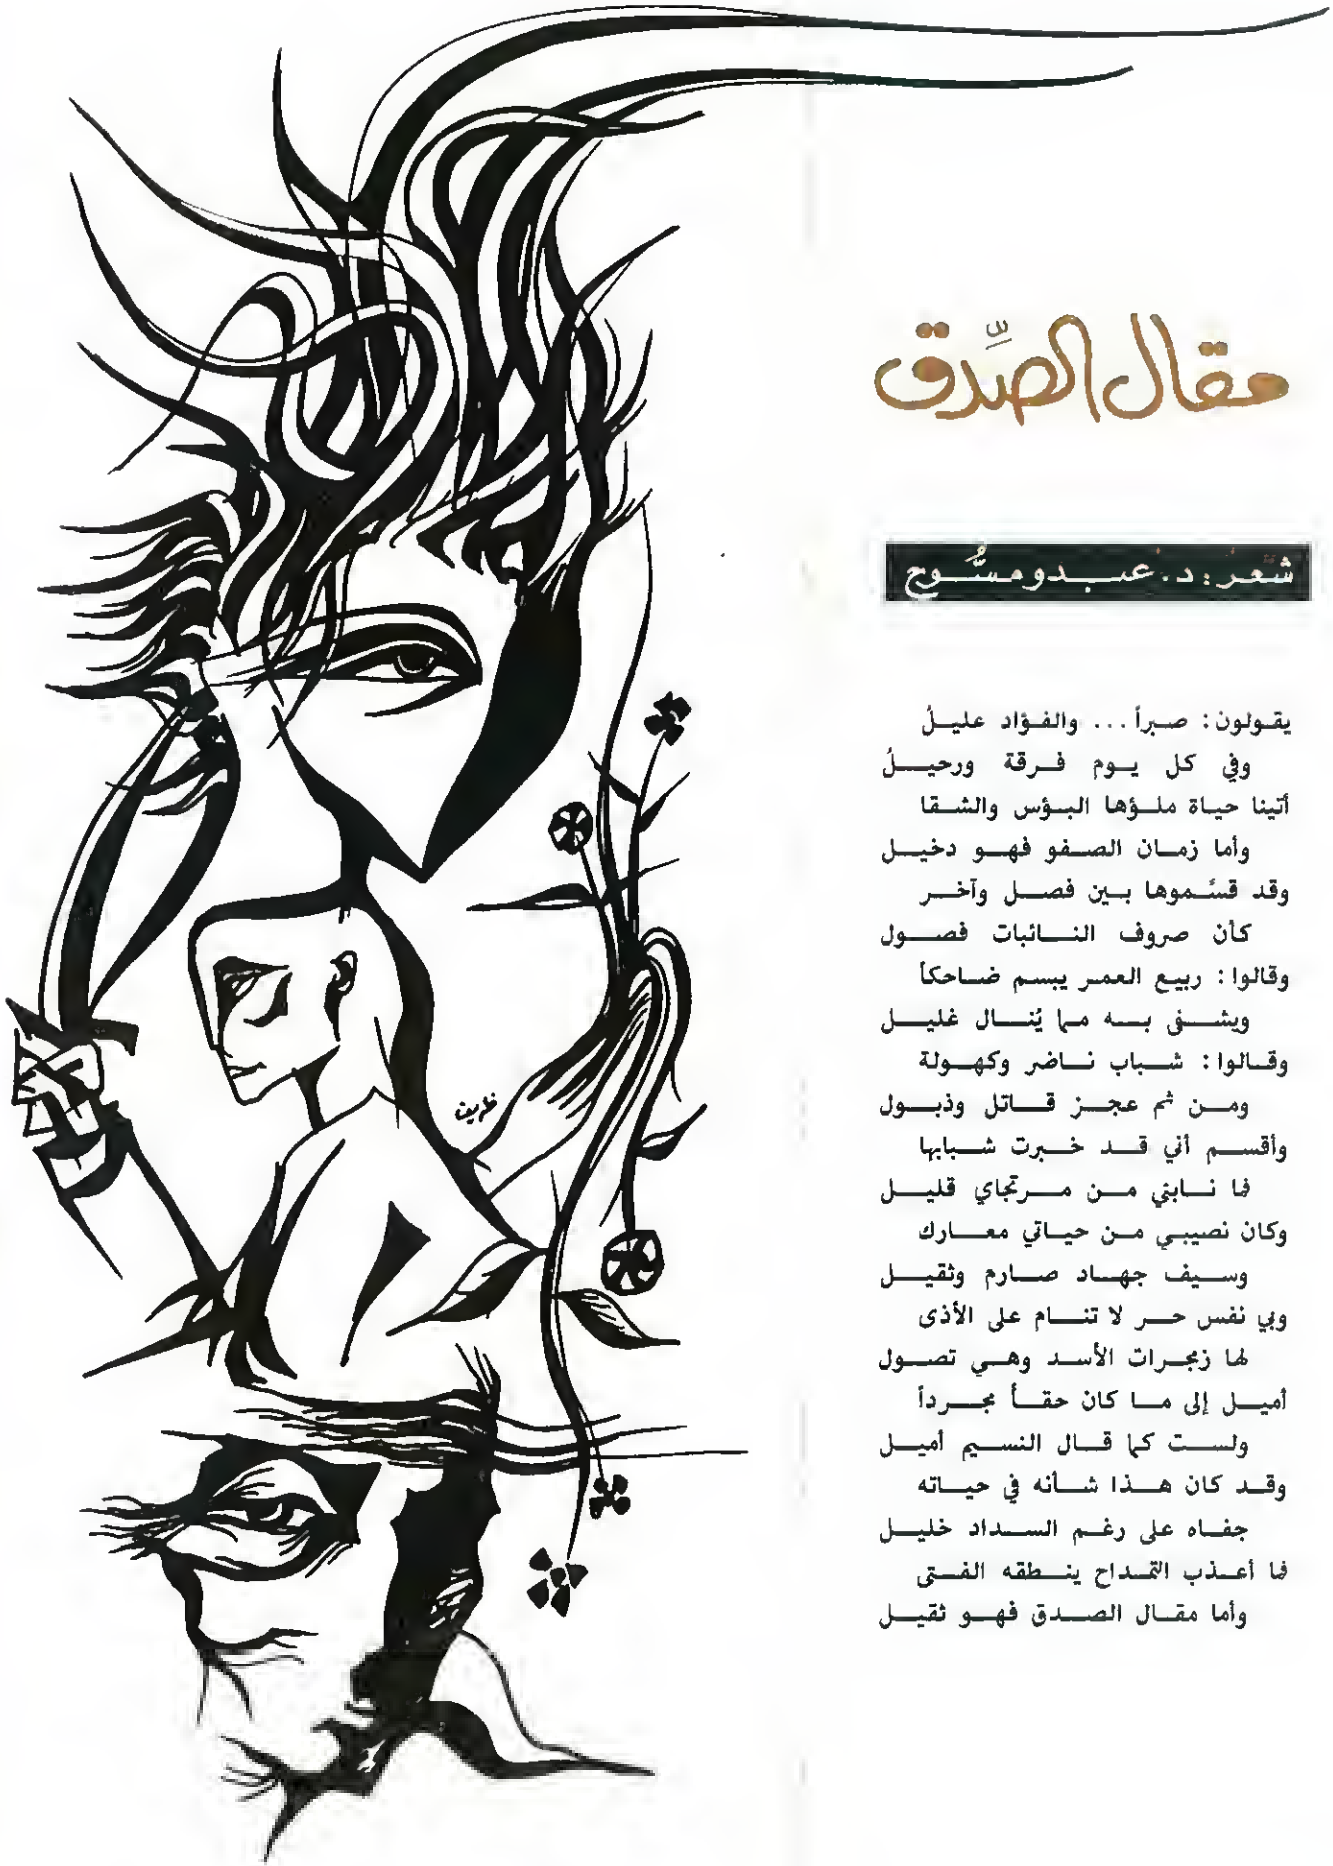 مقال الصِّدق
شعر: د. عبدو مسُّوح
يقولون: صبراً... والفؤاد عليلُ
وفي كل يوم فرقة ورحيلُ
أتينا حياة ملؤها البؤس والشقا
وأما زمان الصفو فهو دخيل
وقد قسَّموها بين فصل وآخر
كأن صروف النائبات فصول
وقالوا: ربيع العمر يبسم ضاحكاً
ويشفى به مما يُنال غليل
وقالوا: شباب ناضر وكهولة
ومن ثم عجز قاتل وذبول
وأقسم أني قد خبرت شبابها
فما نابني من مرتجاي قليل
وكان نصيبي من حياتي معارك
وسيف جهاد صارم وثقيل
وبي نفس حر لا تنام على الأذى
لها زمجرات الأسد وهي تصول
أميل إلى ما كان حقاً مجرداً
ولست كما قال النسيم أميل
وقد كان هذا شأنه في حياته
جفاه على رغم السداد خليل
فما أعذب التمداح ينطقه الفتى
وأما مقال الصدق فهو ثقيل